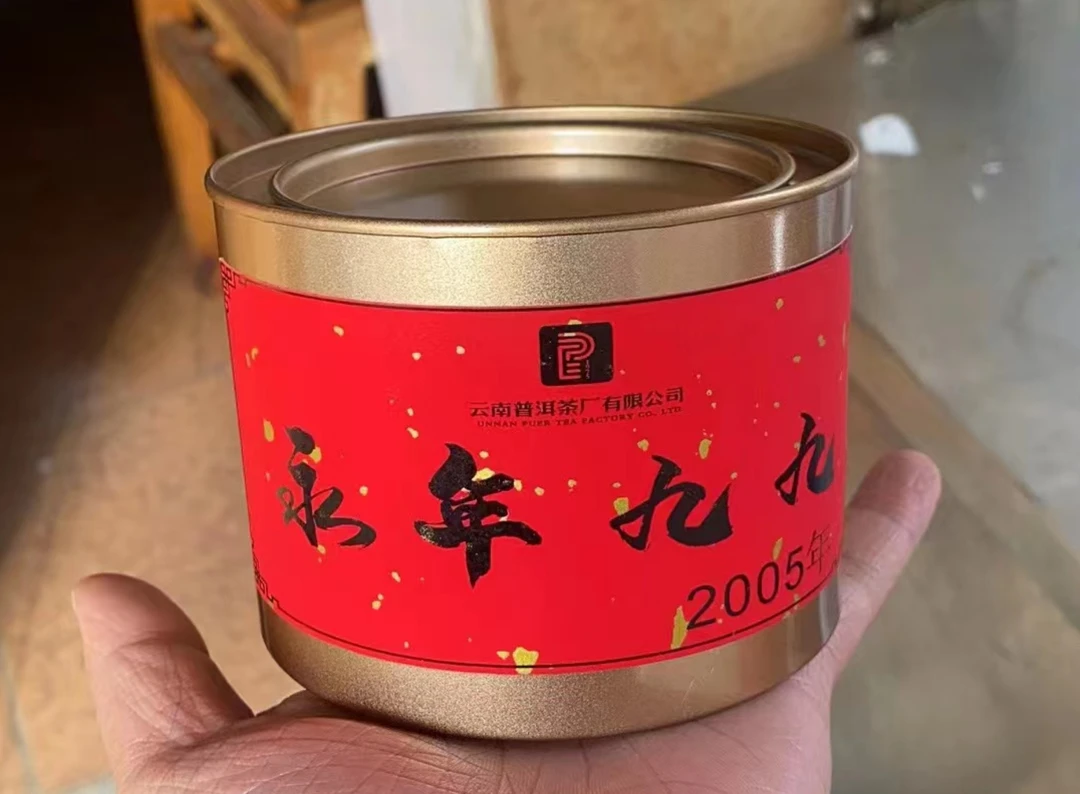 云南普洱茶厂有限公司
UNNAN PUER TEA FACTORY CO., LTD
永年九九
2005年